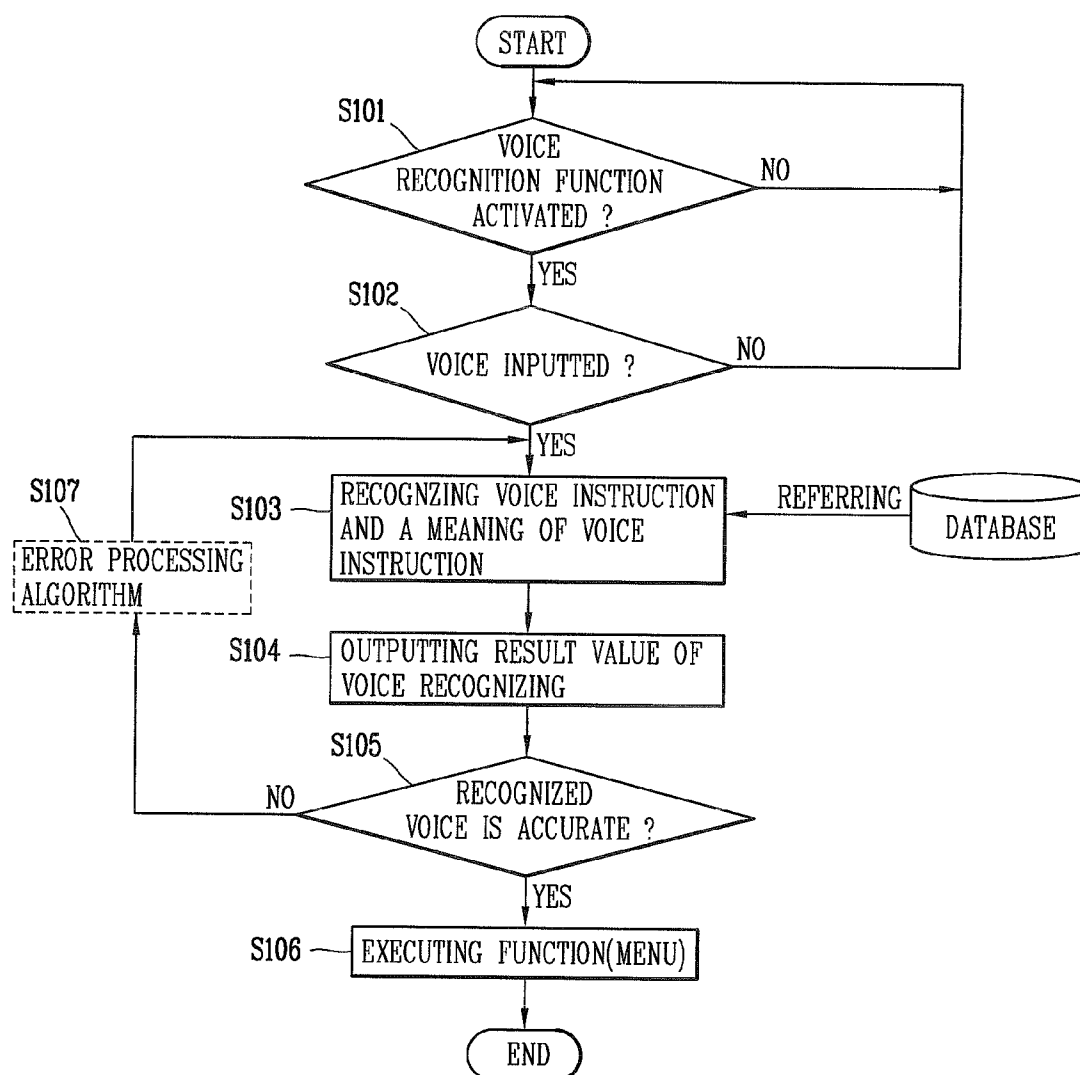 START
S101
VOICE
RECOGNITION FUNCTION
ACTIVATED ?
NO
YES
S102
VOICE INPUTTED ?
NO
YES
S107
ERROR PROCESSING
ALGORITHM
S103
RECOGNZING VOICE INSTRUCTION
AND A MEANING OF VOICE
INSTRUCTION
REFERRING
DATABASE
S104
OUTPUTTING RESULT VALUE OF
VOICE RECOGNIZING
S105
RECOGNIZED
VOICE IS ACCURATE ?
NO
YES
S106
EXECUTING FUNCTION(MENU)
END